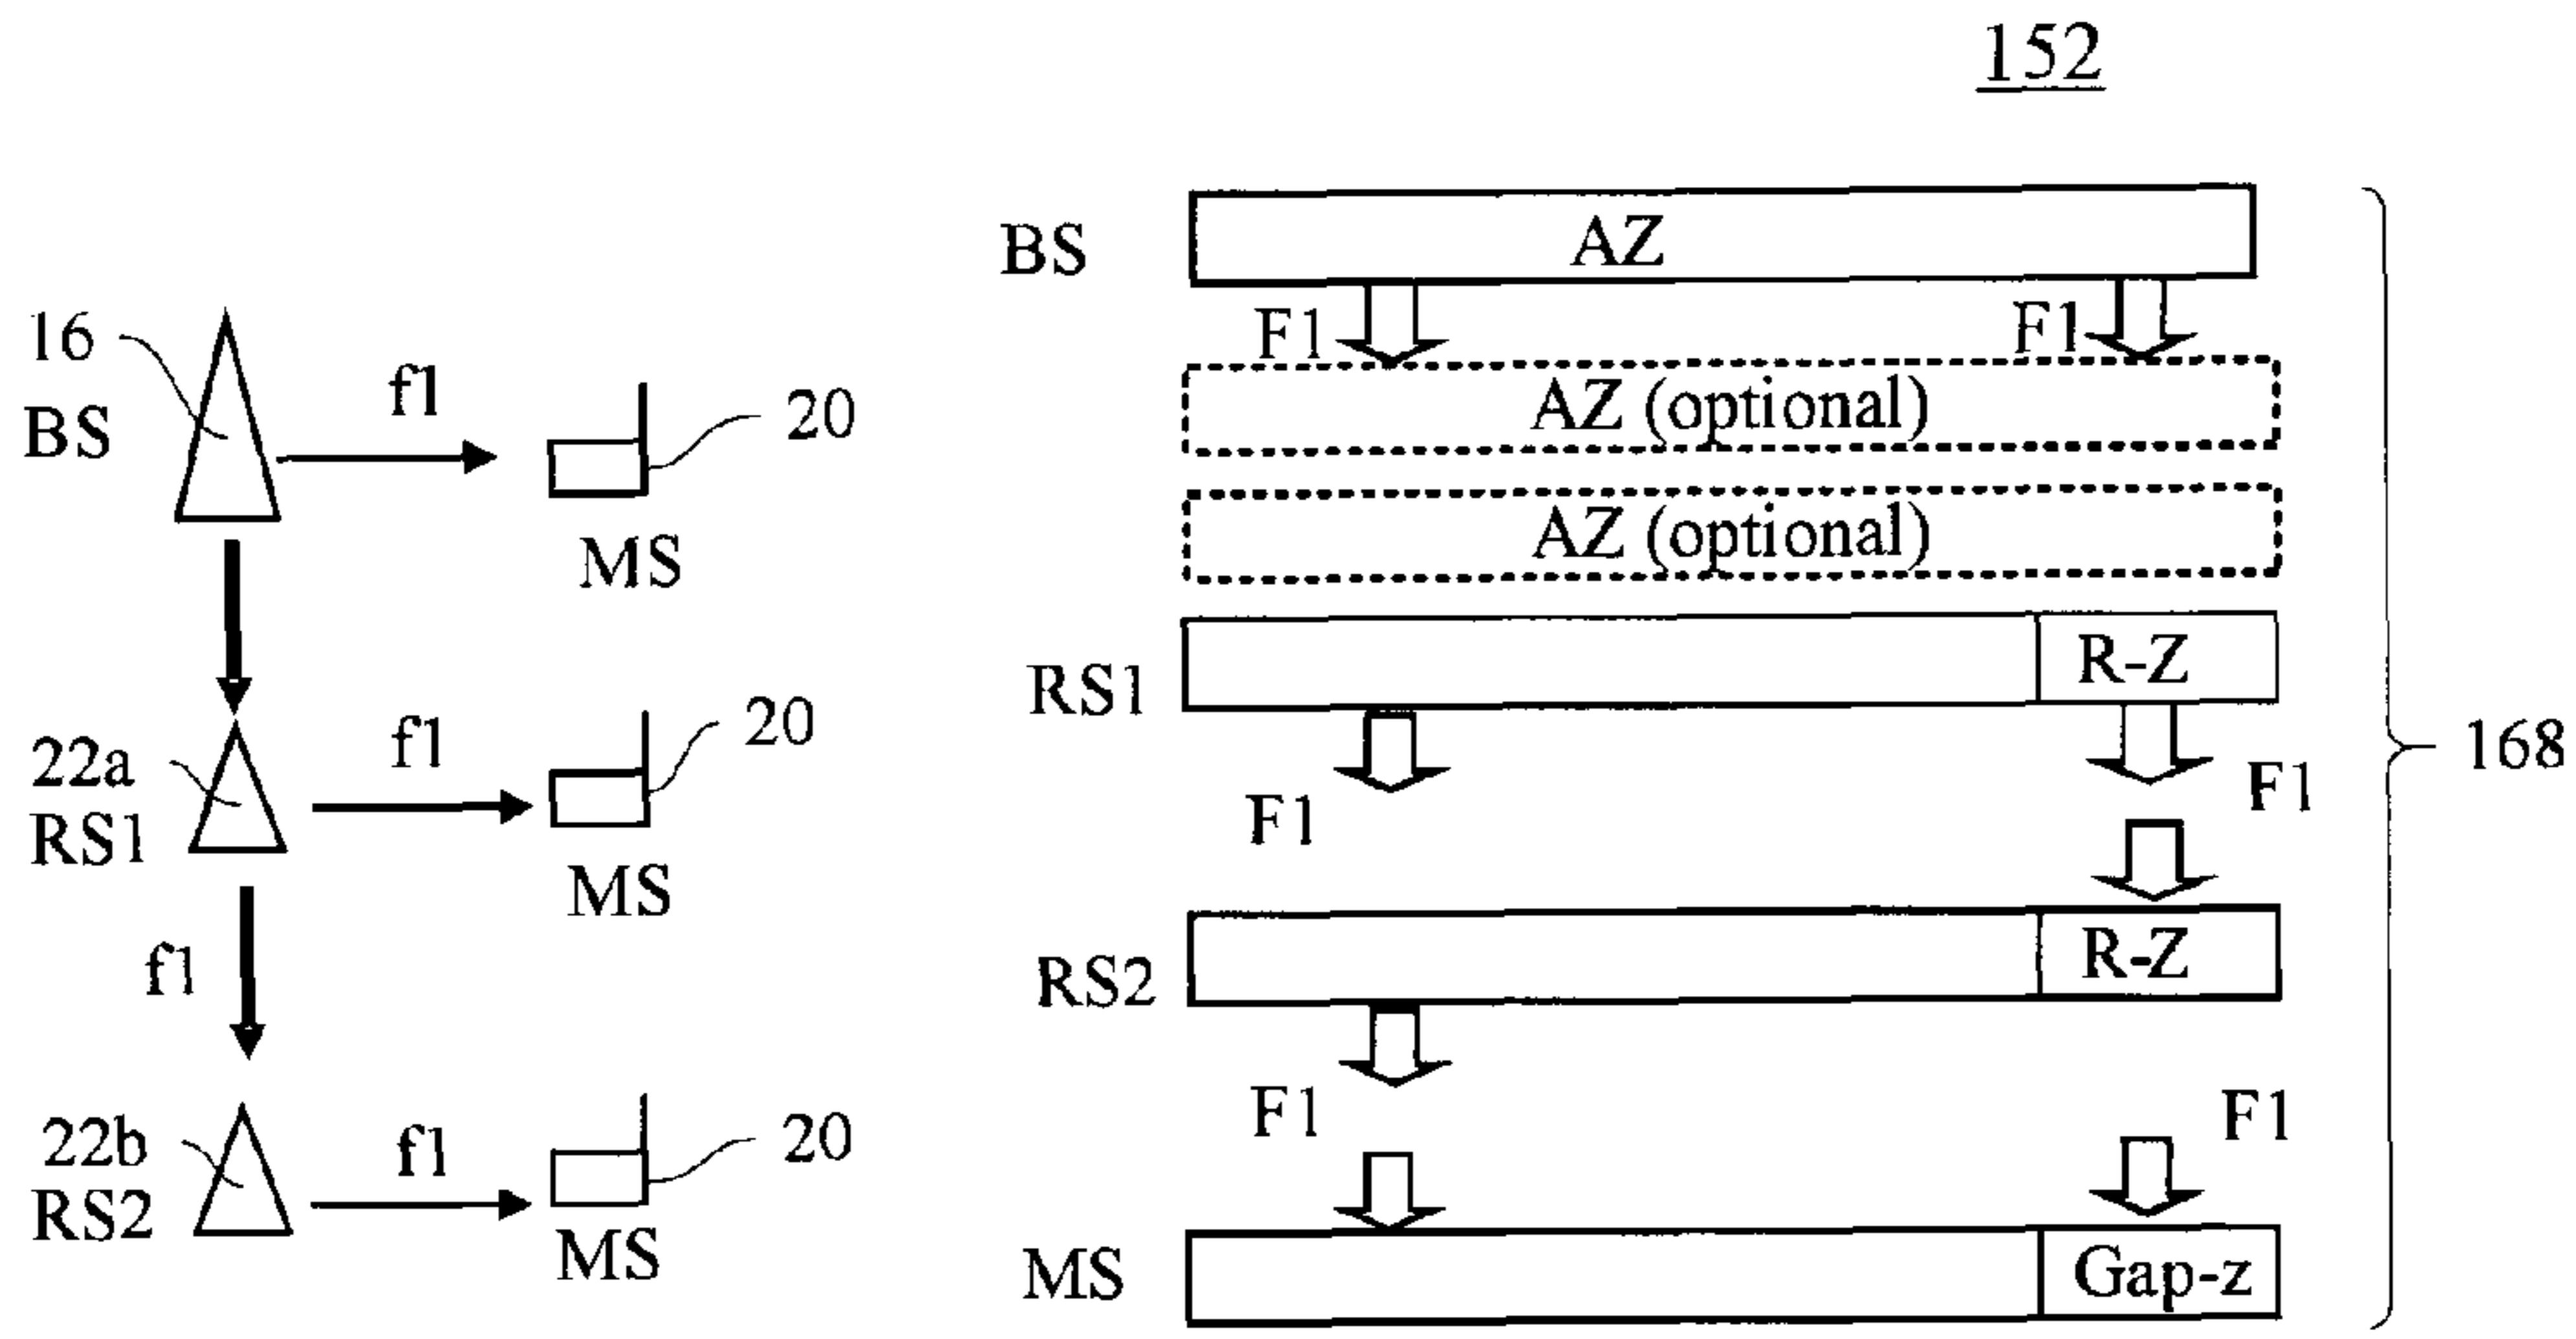 152
16
BS
f1
20
MS
22a
RS1
f1
20
MS
f1
22b
RS2
f1
20
MS
BS
AZ
F1
F1
AZ (optional)
AZ (optional)
RS1
R-Z
F1
F1
RS2
R-Z
F1
F1
MS
Gap-z
168